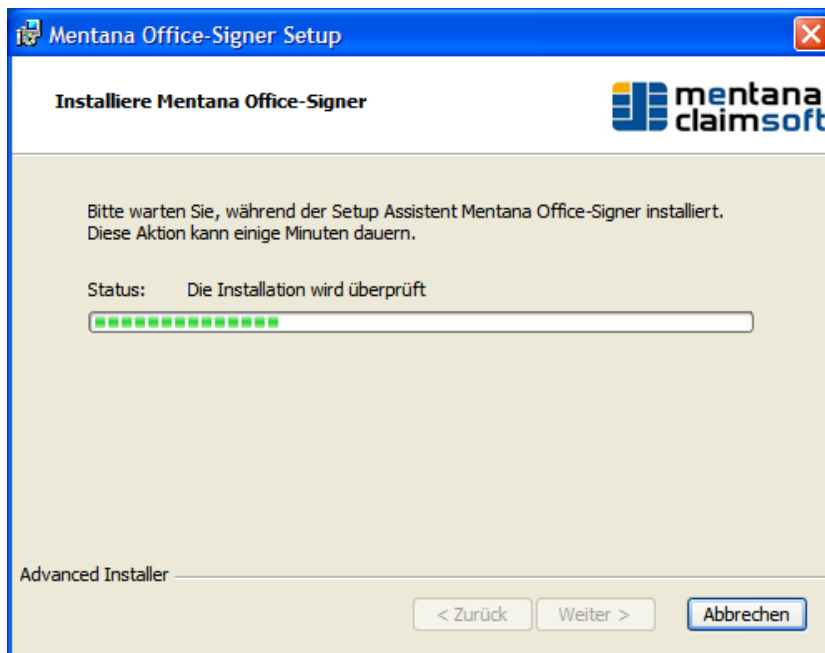 Mentana Office-Signer Setup
Installiere Mentana Office-Signer
mentana
claimsoft
Bitte warten Sie, während der Setup Assistent Mentana Office-Signer installiert.
Diese Aktion kann einige Minuten dauern.
Status: Die Installation wird überprüft
Advanced Installer
< Zurück Weiter > Abbrechen